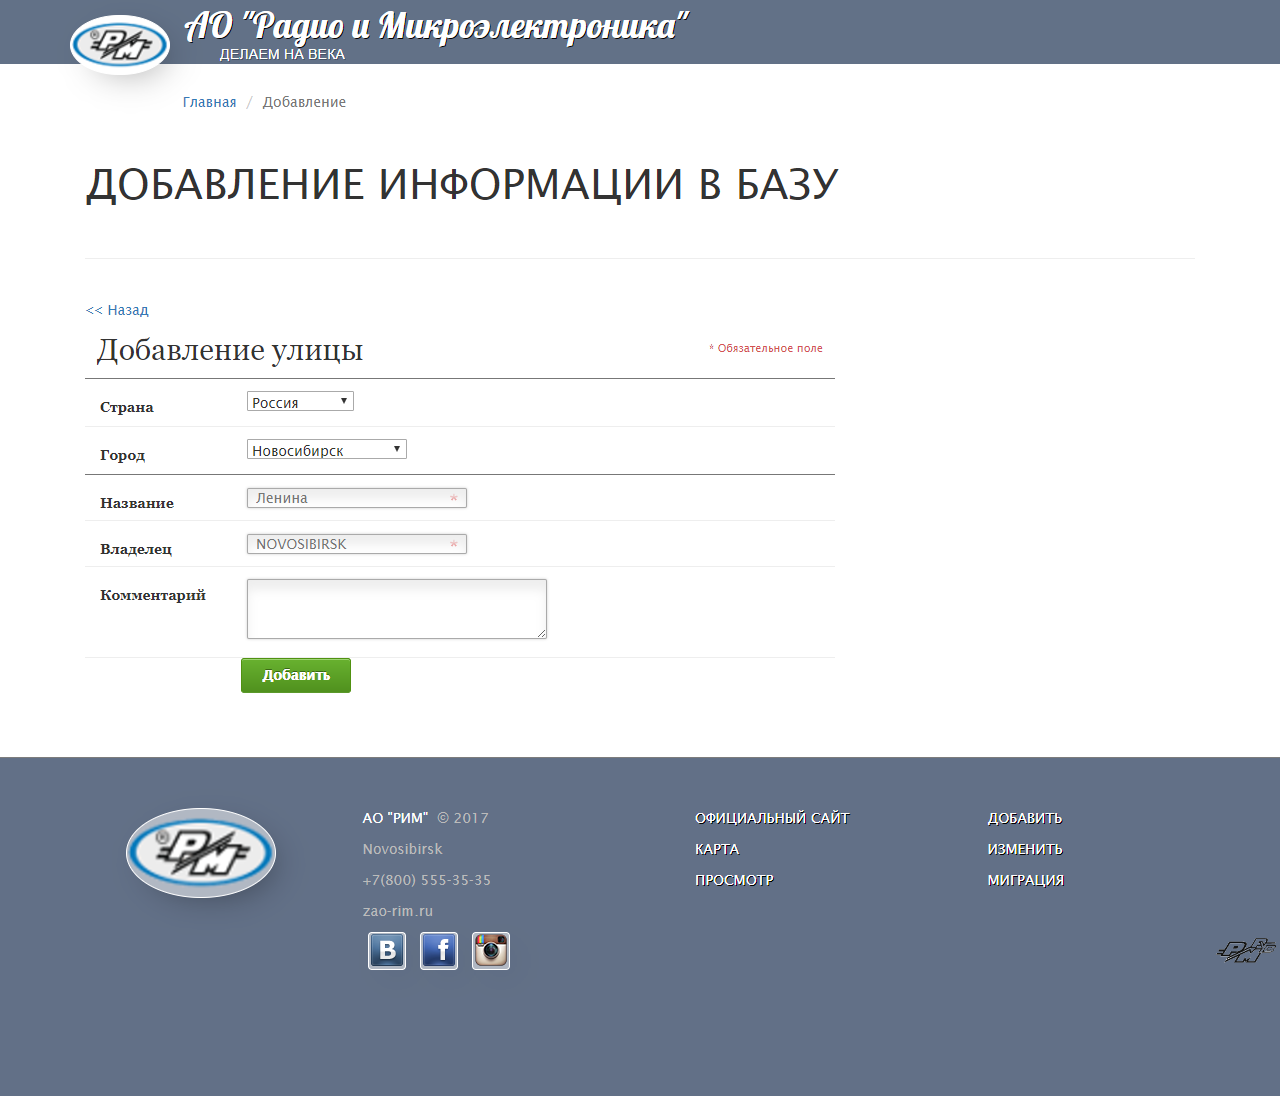 АО "Радио и Микроэлектроника"
® РМ
ДЕЛАЕМ НА ВЕКА
Главная / Добавление
ДОБАВЛЕНИЕ ИНФОРМАЦИИ В БАЗУ
<< Назад
Добавление улицы
* Обязательное поле
Страна Россия
Город Новосибирск
Название Ленина *
Владелец NOVOSIBIRSK *
Комментарий
Добавить
® РМ
АО "РИМ" © 2017
Novosibirsk
+7(800) 555-35-35
zao-rim.ru
B f
ОФИЦИАЛЬНЫЙ САЙТ
КАРТА
ПРОСМОТР
ДОБАВИТЬ
ИЗМЕНИТЬ
МИГРАЦИЯ